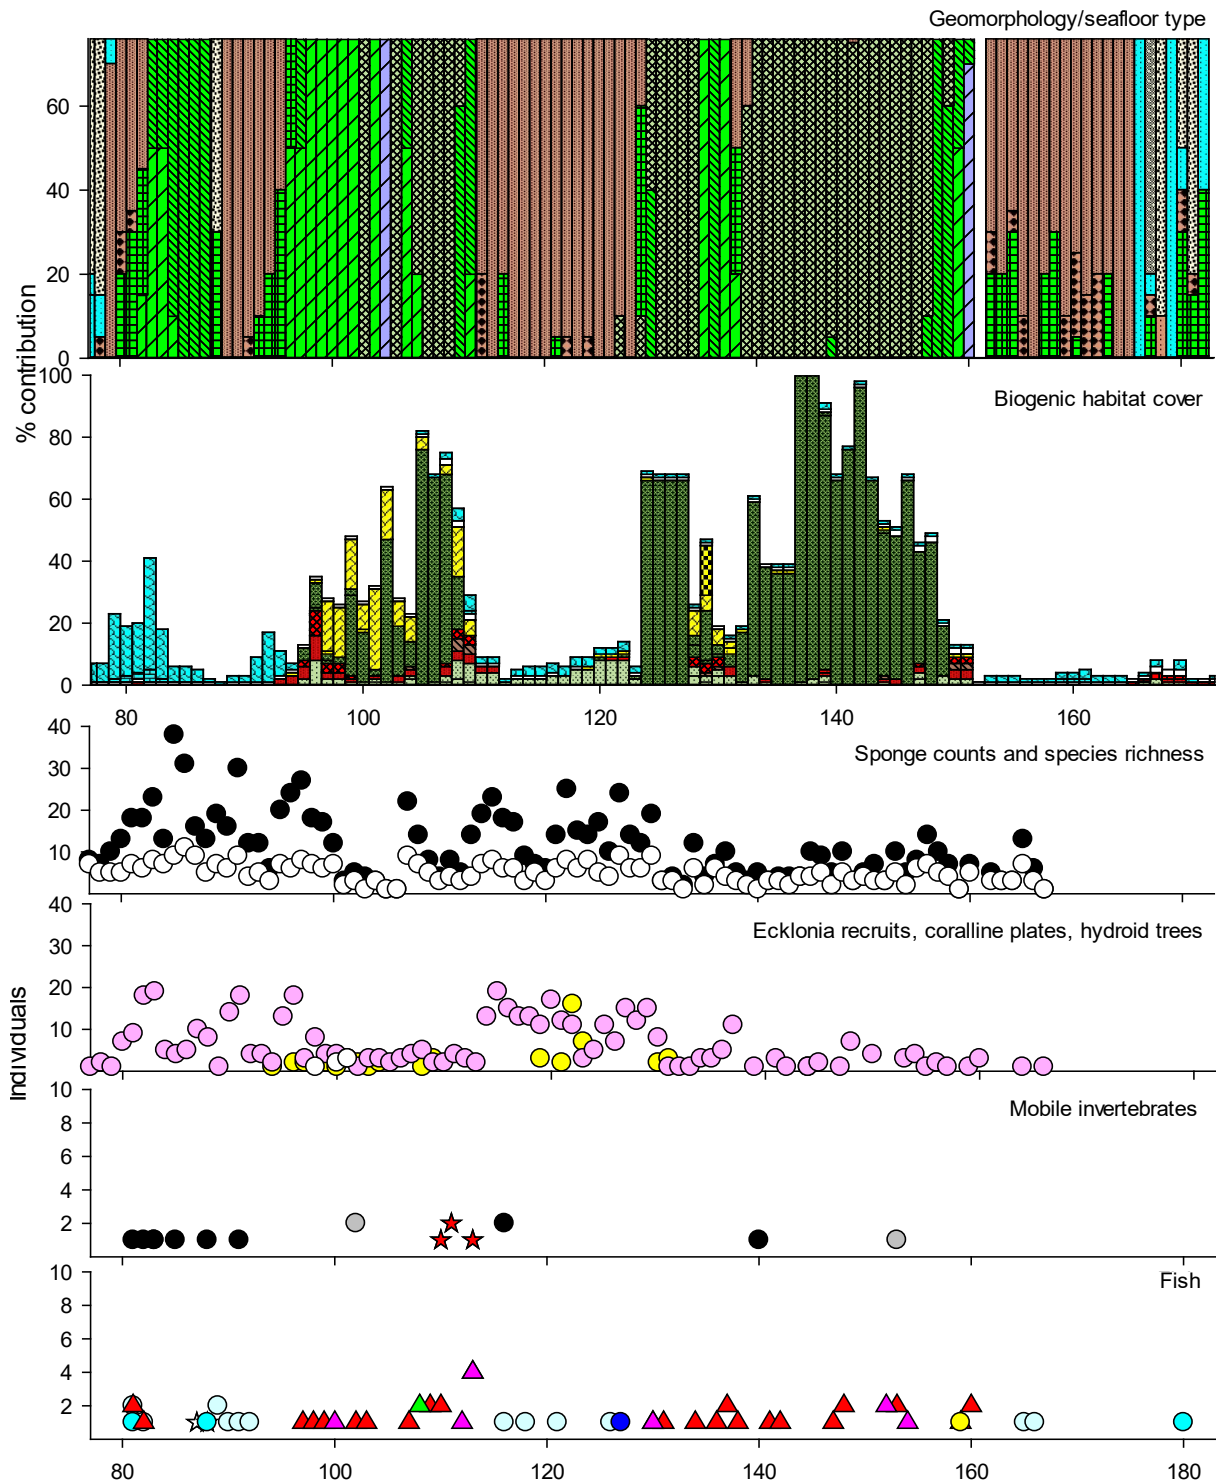 Geomorphology/seafloor type
60
40
20
0
% contribution
100
Biogenic habitat cover
80
60
40
20
0
80 100 120 140 160
40
Sponge counts and species richness
30
20
10
40
Ecklonia recruits, coralline plates, hydroid trees
30
20
10
Individuals
10
Mobile invertebrates
8
6
4
2
10
Fish
8
6
4
2
80 100 120 140 160 180